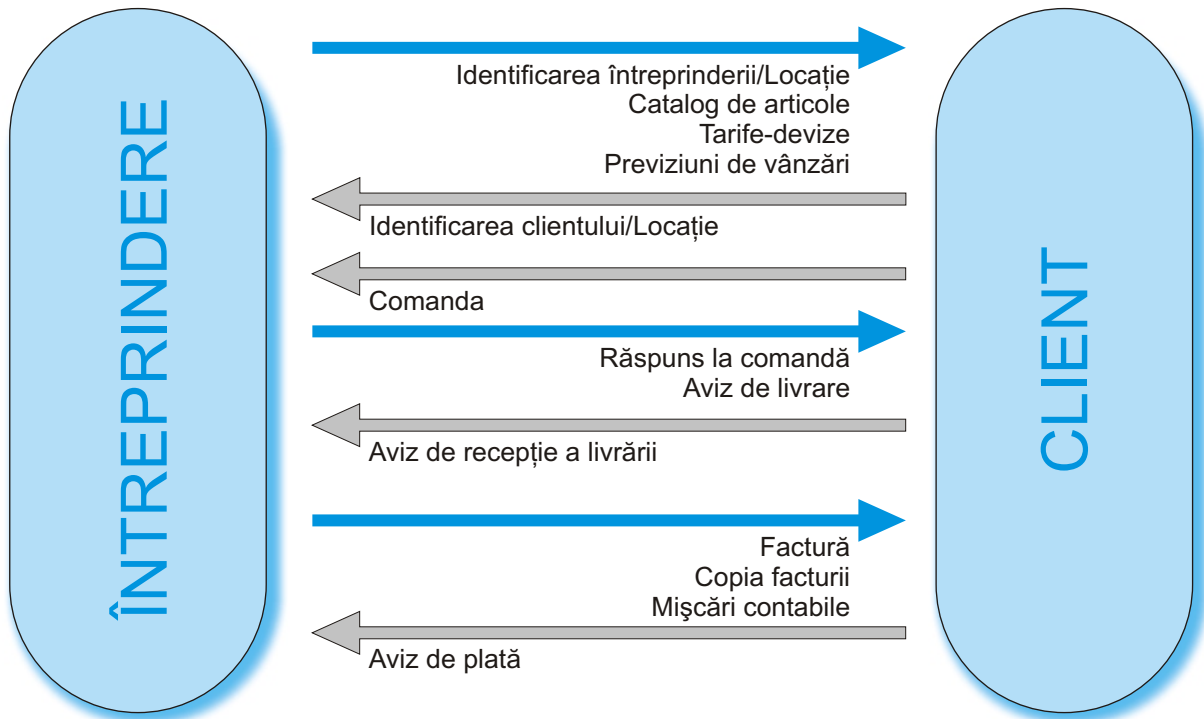 ÎNTREPRINDERE
Identificarea întreprinderii/Locație
Catalog de articole
Tarife-devize
Previziuni de vânzări
Identificarea clientului/Locație
Comanda
Răspuns la comandă
Aviz de livrare
Aviz de recepție a livrării
Factură
Copia facturii
Mişcări contabile
Aviz de plată
CLIENT